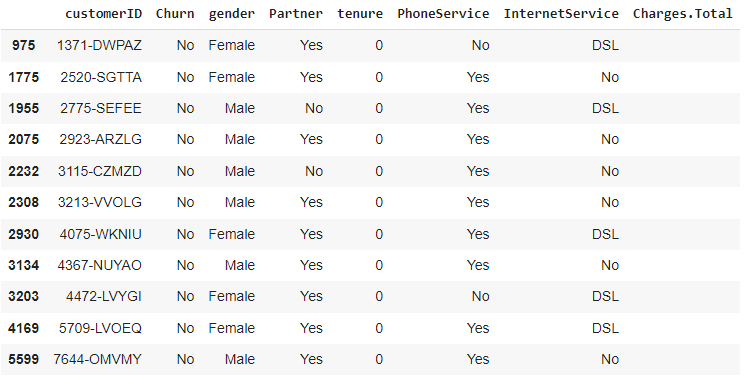 customerID Churn gender Partner tenure PhoneService InternetService Charges.Total
975 1371-DWPAZ No Female Yes 0 No DSL
1775 2520-SGTTA No Female Yes 0 Yes No
1955 2775-SEFEE No Male No 0 Yes DSL
2075 2923-ARZLG No Male Yes 0 Yes No
2232 3115-CZMZD No Male No 0 Yes No
2308 3213-VVOLG No Male Yes 0 Yes No
2930 4075-WKNIU No Female Yes 0 Yes DSL
3134 4367-NUYAO No Male Yes 0 Yes No
3203 4472-LVYGI No Female Yes 0 No DSL
4169 5709-LVOEQ No Female Yes 0 Yes DSL
5599 7644-OMVMY No Male Yes 0 Yes No